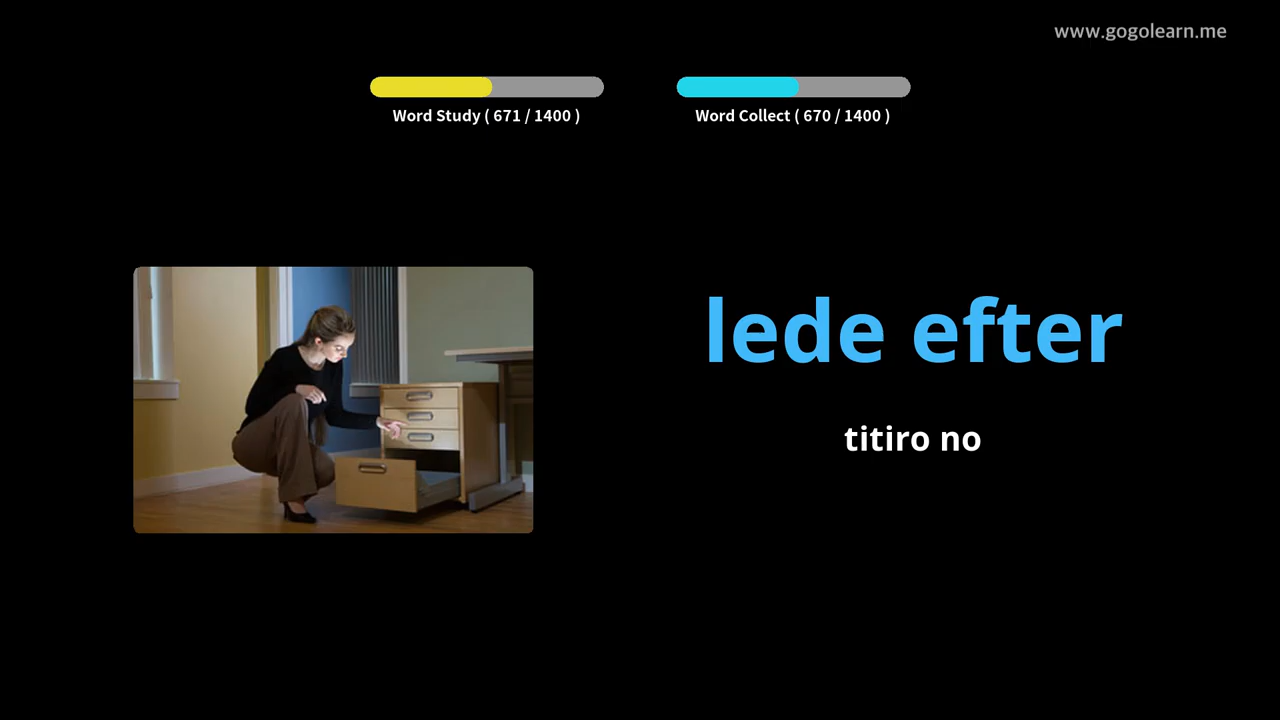 www.gogolearn.me
Word Study ( 671 / 1400 )
Word Collect ( 670 / 1400 )
lede efter
titiro no